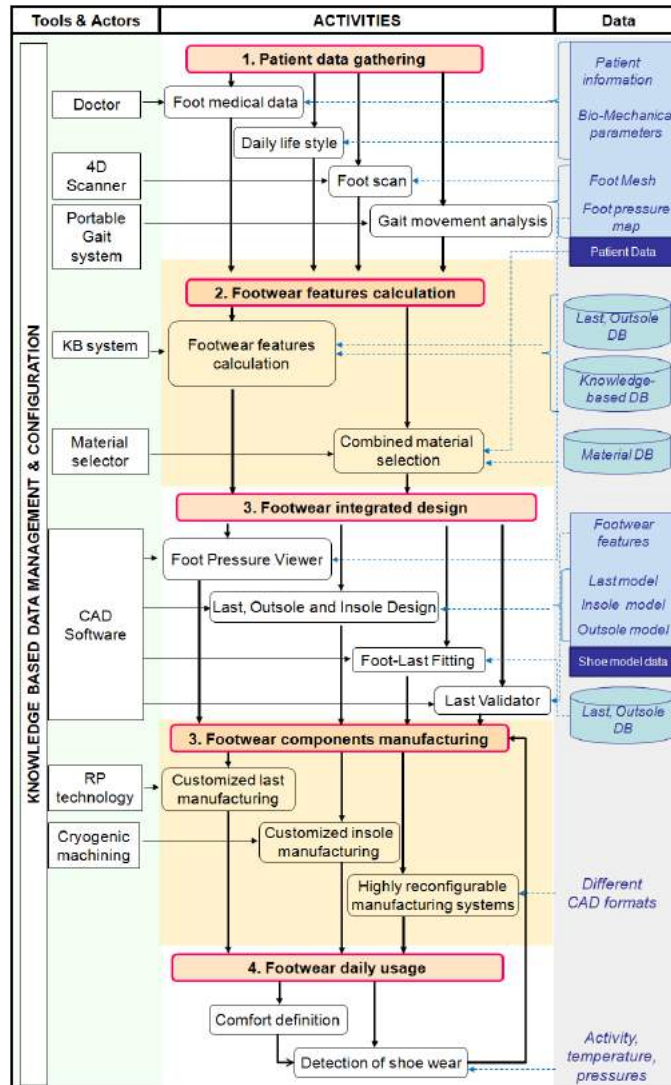 Tools & Actors
ACTIVITIES
Data
KNOWLEDGE BASED DATA MANAGEMENT & CONFIGURATION
1. Patient data gathering
Patient
information
Doctor
Foot medical data
Bio-Mechanical
parameters
Daily life style
4D
Scanner
Foot scan
Foot Mesh
Portable
Gait
system
Gait movement analysis
Foot pressure
map
Patient Data
2. Footwear features calculation
Last, Outsole
DB
KB system
Footwear features
calculation
Knowledge-
based DB
Material
selector
Combined material
selection
Material DB
3. Footwear integrated design
Footwear
features
Foot Pressure Viewer
Last model
CAD
Software
Last, Outsole and Insole Design
Insole model
Outsole model
Foot-Last Fitting
Shoe model data
Last Validator
Last, Outsole
DB
3. Footwear components manufacturing
RP
technology
Customized last
manufacturing
Cryogenic
machining
Customized insole
manufacturing
Highly reconfigurable
manufacturing systems
Different
CAD formats
4. Footwear daily usage
Comfort definition
Detection of shoe wear
Activity,
temperature,
pressures